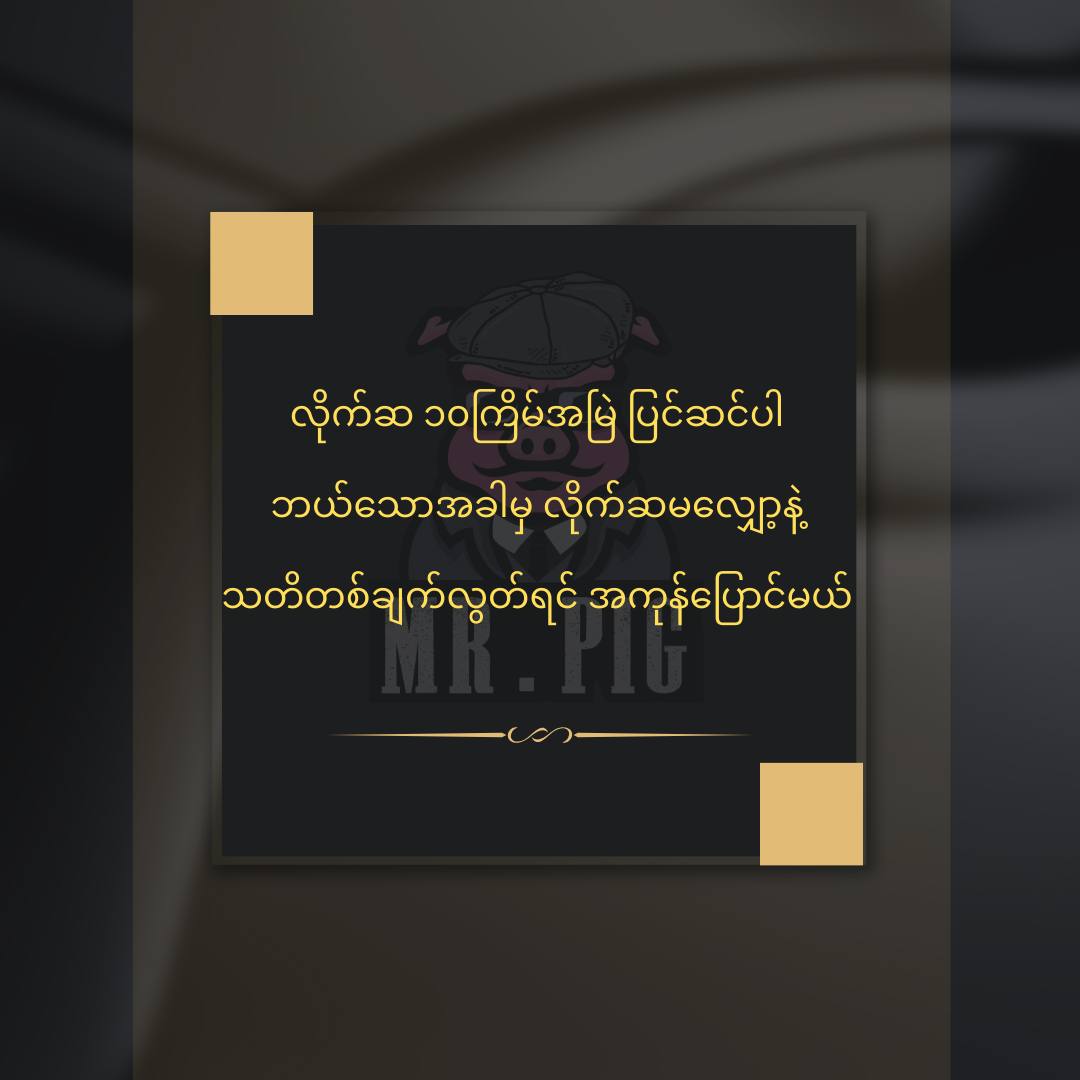 လိုက်ဆ ၁၀ကြိမ်အမြဲ ပြင်ဆင်ပါ
ဘယ်သောအခါမှ လိုက်ဆမလျှော့နဲ့
သတိတစ်ချက်လွတ်ရင် အကုန်ပြောင်မယ်
MR. PIG